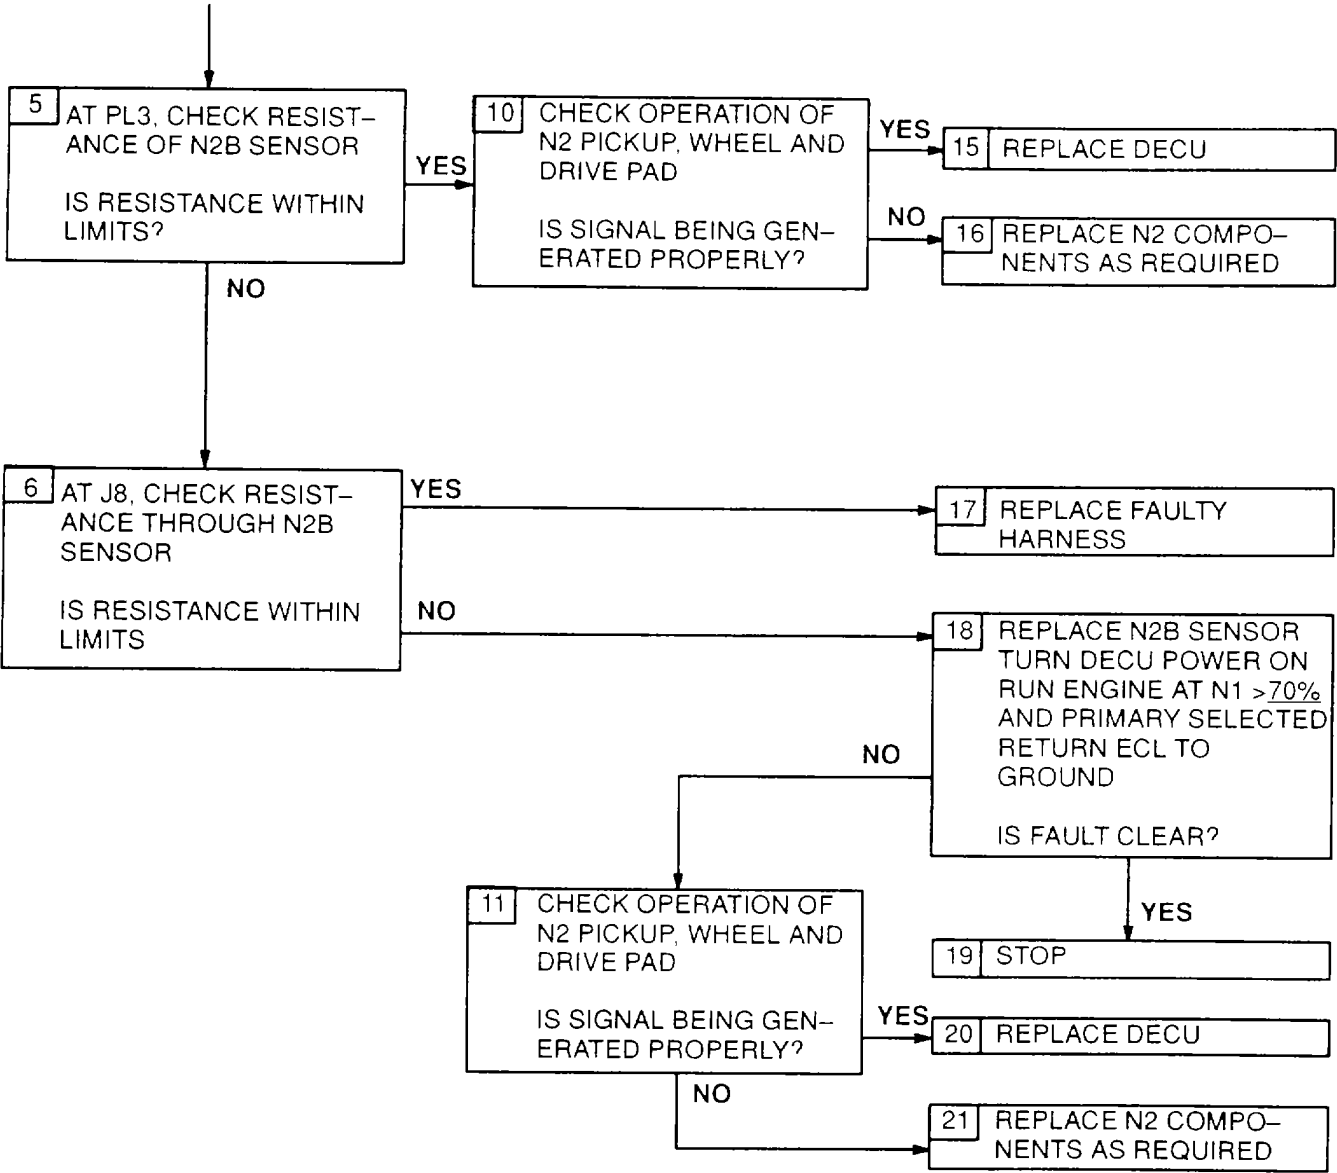 5
AT PL3, CHECK RESIST–
ANCE OF N2B SENSOR
IS RESISTANCE WITHIN
LIMITS?
YES
NO
10
CHECK OPERATION OF
N2 PICKUP, WHEEL AND
DRIVE PAD
IS SIGNAL BEING GEN–
ERATED PROPERLY?
YES
15 REPLACE DECU
NO
16 REPLACE N2 COMPO–
NENTS AS REQUIRED
6
AT J8, CHECK RESIST–
ANCE THROUGH N2B
SENSOR
IS RESISTANCE WITHIN
LIMITS
YES
17 REPLACE FAULTY
HARNESS
NO
18 REPLACE N2B SENSOR
TURN DECU POWER ON
RUN ENGINE AT N1 >70%
AND PRIMARY SELECTED
RETURN ECL TO
GROUND
IS FAULT CLEAR?
NO
YES
19 STOP
11
CHECK OPERATION OF
N2 PICKUP, WHEEL AND
DRIVE PAD
IS SIGNAL BEING GEN–
ERATED PROPERLY?
YES
20 REPLACE DECU
NO
21 REPLACE N2 COMPO–
NENTS AS REQUIRED